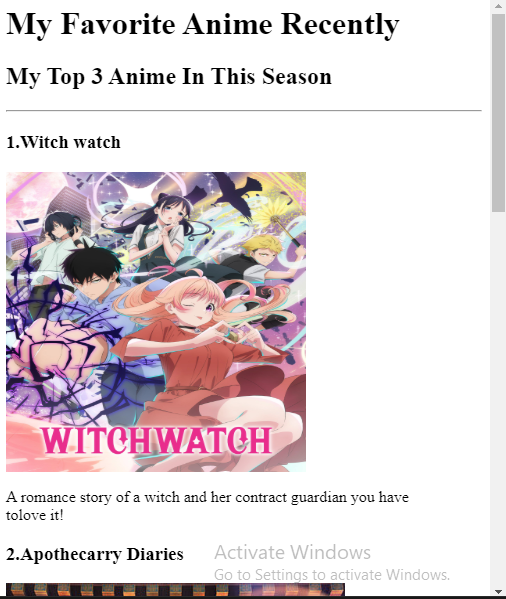 My Favorite Anime Recently
My Top 3 Anime In This Season
1.Witch watch
WITCHWATCH
A romance story of a witch and her contract guardian you have
tolove it!
2.Apothecarry Diaries
Activate Windows
Go to Settings to activate Windows.